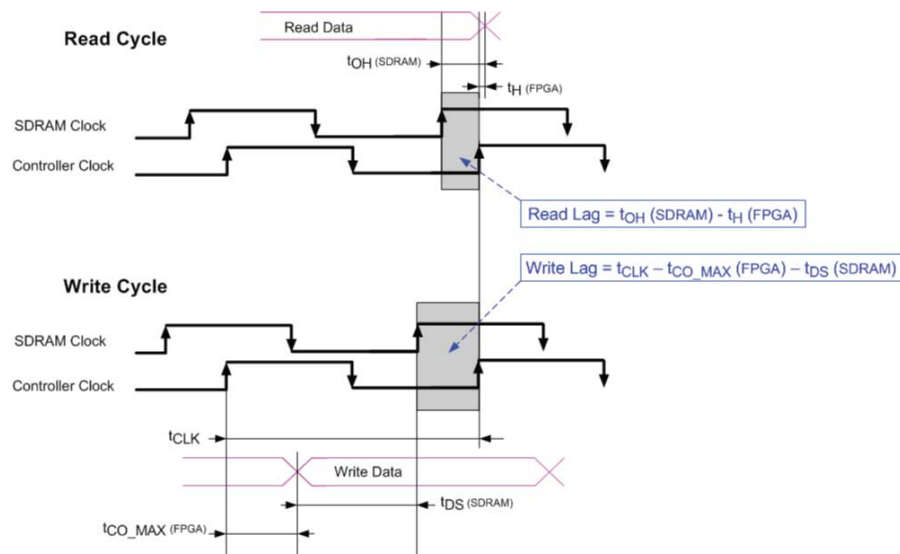 Read Data
Read Cycle
tOH (SDRAM)
tH (FPGA)
SDRAM Clock
Controller Clock
Read Lag = tOH (SDRAM) - tH (FPGA)
Write Lag = tCLK – tCO_MAX (FPGA) – tDS (SDRAM)
Write Cycle
SDRAM Clock
Controller Clock
tCLK
Write Data
tDS (SDRAM)
tCO_MAX (FPGA)